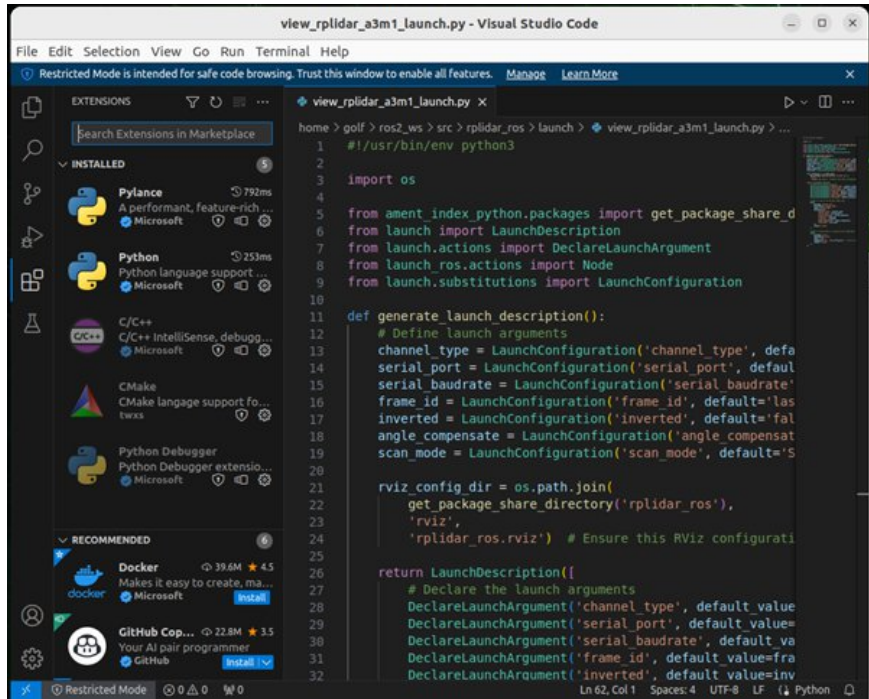 view_rplidar_a3m1_launch.py - Visual Studio Code
File Edit Selection View Go Run Terminal Help
Restricted Mode is intended for safe code browsing. Trust this window to enable all features. Manage Learn More
EXTENSIONS
Search Extensions in Marketplace
INSTALLED 5
Pylance 792ms
A performant, feature-rich ...
Microsoft
Python 253ms
Python language support ...
Microsoft
C/C++
C/C++
C/C++ IntelliSense, debugg...
Microsoft
CMake
CMake langage support fo...
twxs
Python Debugger
Python Debugger extensio...
Microsoft
RECOMMENDED 6
Docker 39.6M ★ 4.5
Makes it easy to create, ma...
docker
Microsoft Install
GitHub Cop... 22.8M ★ 3.5
Your AI pair programmer
GitHub Install
view_rplidar_a3m1_launch.py
home > golf > ros2_ws > src > rplidar_ros > launch > view_rplidar_a3m1_launch.py > ...
1 #!/usr/bin/env python3
2
3 import os
4
5 from ament_index_python.packages import get_package_share_d
6 from launch import LaunchDescription
7 from launch.actions import DeclareLaunchArgument
8 from launch_ros.actions import Node
9 from launch.substitutions import LaunchConfiguration
10
11 def generate_launch_description():
12 # Define launch arguments
13 channel_type = LaunchConfiguration('channel_type', defa
14 serial_port = LaunchConfiguration('serial_port', defaul
15 serial_baudrate = LaunchConfiguration('serial_baudrate'
16 frame_id = LaunchConfiguration('frame_id', default='las
17 inverted = LaunchConfiguration('inverted', default='fal
18 angle_compensate = LaunchConfiguration('angle_compensat
19 scan_mode = LaunchConfiguration('scan_mode', default='S
20
21 rviz_config_dir = os.path.join(
22 get_package_share_directory('rplidar_ros'),
23 'rviz',
24 'rplidar_ros.rviz') # Ensure this RViz configurati
25
26 return LaunchDescription([
27 # Declare the launch arguments
28 DeclareLaunchArgument('channel_type', default_value
29 DeclareLaunchArgument('serial_port', default_value=
30 DeclareLaunchArgument('serial_baudrate', default_va
31 DeclareLaunchArgument('frame_id', default_value=fra
32 DeclareLaunchArgument('inverted', default_value=inv
Restricted Mode 0 0 0 Ln 62, Col 1 Spaces: 4 UTF-8 LF Python